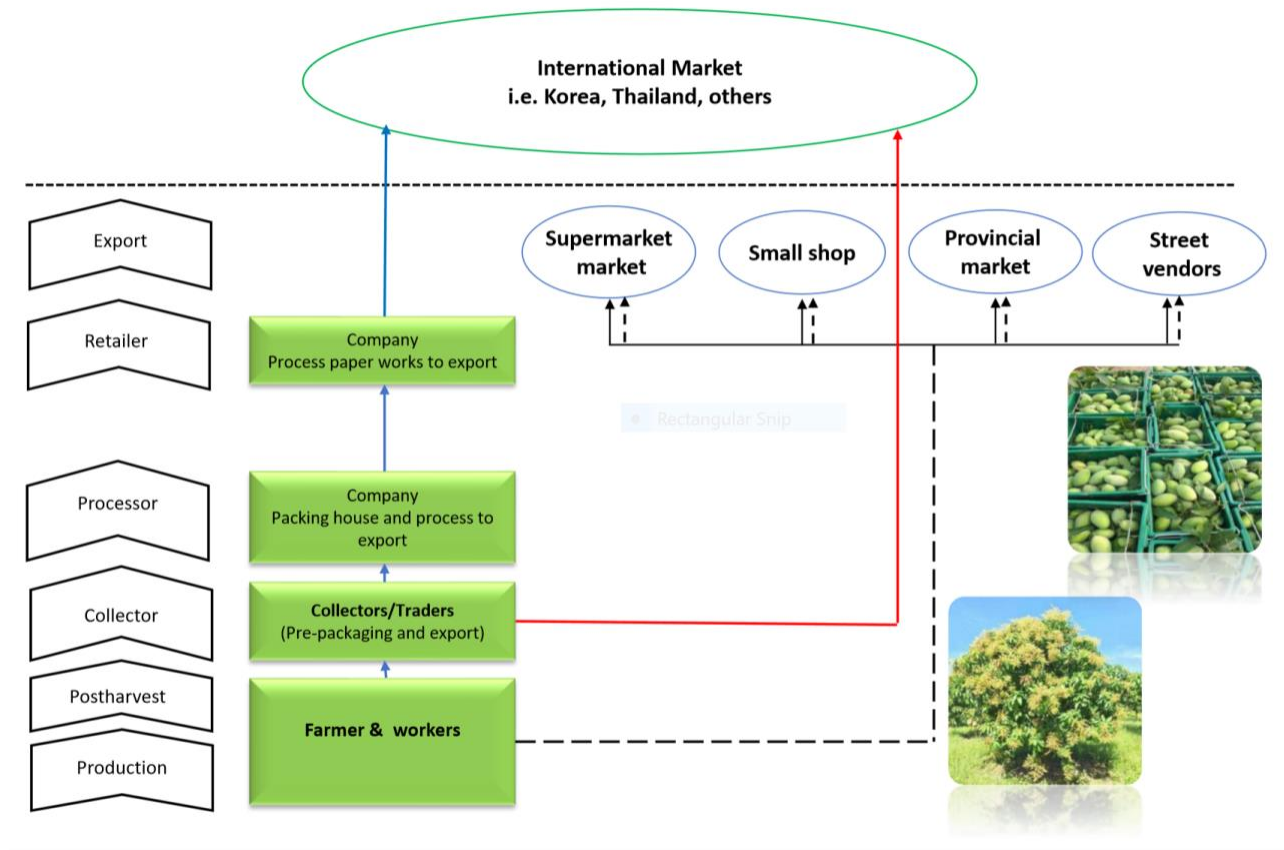 International Market
i.e. Korea, Thailand, others
Export
Supermarket
market
Small shop
Provincial
market
Street
vendors
Retailer
Company
Process paper works to export
Rectangular Snip
Processor
Company
Packing house and process to
export
Collector
Collectors/Traders
(Pre-packaging and export)
Postharvest
Farmer & workers
Production